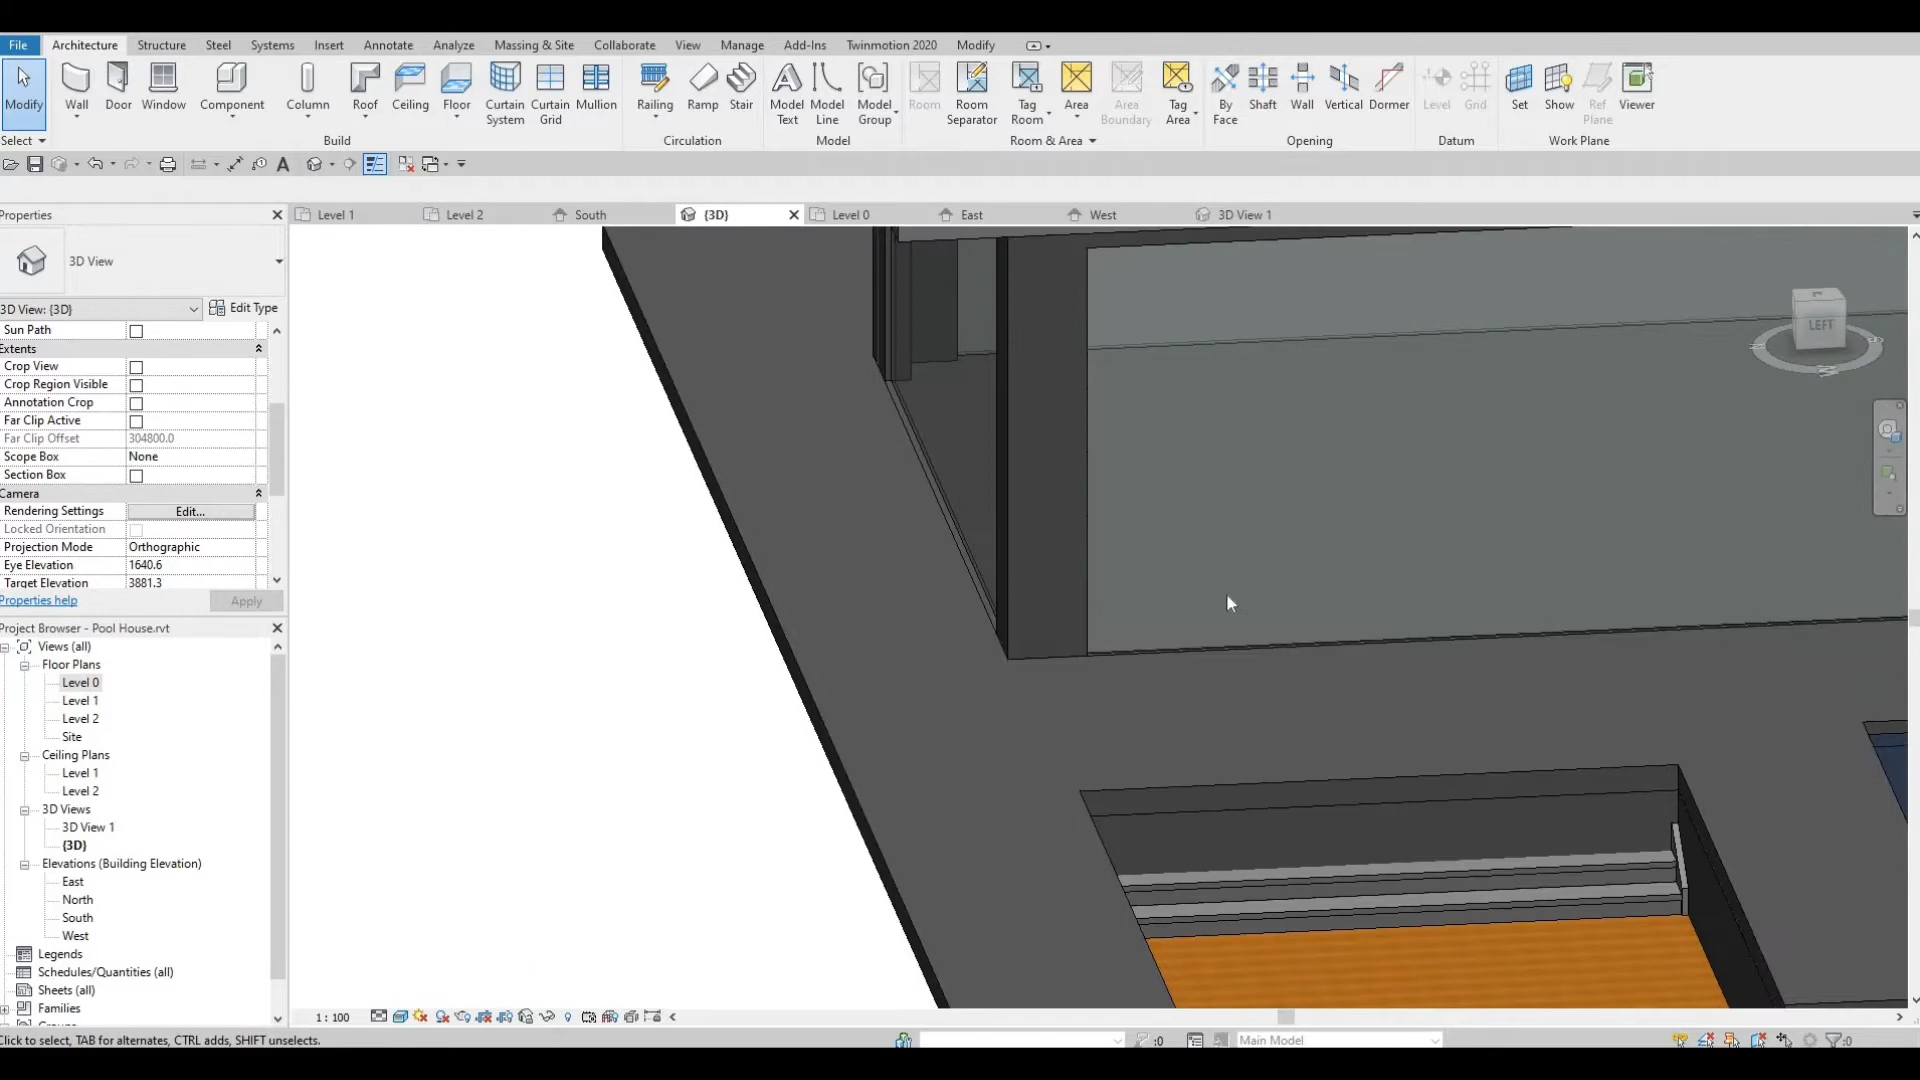 File Architecture Structure Steel Systems Insert Annotate Analyze Massing & Site Collaborate View Manage Add-Ins Twinmotion 2020 Modify
Modify Wall Door Window Component Column Roof Ceiling Floor Curtain System Curtain Grid Mullion Railing Ramp Stair Model Text Model Line Model Group Room Room Separator Tag Room Area Area Boundary Tag Area By Face Shaft Wall Vertical Dormer Level Grid Set Show Ref Plane Viewer
Select Build Circulation Model Room & Area Opening Datum Work Plane
Properties
Level 1 Level 2 South {3D} Level 0 East West 3D View 1
3D View
3D View: {3D} Edit Type
Sun Path
Extents
Crop View
Crop Region Visible
Annotation Crop
Far Clip Active
Far Clip Offset 304800.0
Scope Box None
Section Box
Camera
Rendering Settings Edit...
Locked Orientation
Projection Mode Orthographic
Eye Elevation 1640.6
Target Elevation 3881.3
Properties help Apply
Project Browser - Pool House.rvt
Views (all)
Floor Plans
Level 0
Level 1
Level 2
Site
Ceiling Plans
Level 1
Level 2
3D Views
3D View 1
{3D}
Elevations (Building Elevation)
East
North
South
West
Legends
Schedules/Quantities (all)
Sheets (all)
Families
LEFT
W
1 : 100
Click to select, TAB for alternates, CTRL adds, SHIFT unselects.
:0
Main Model
:0